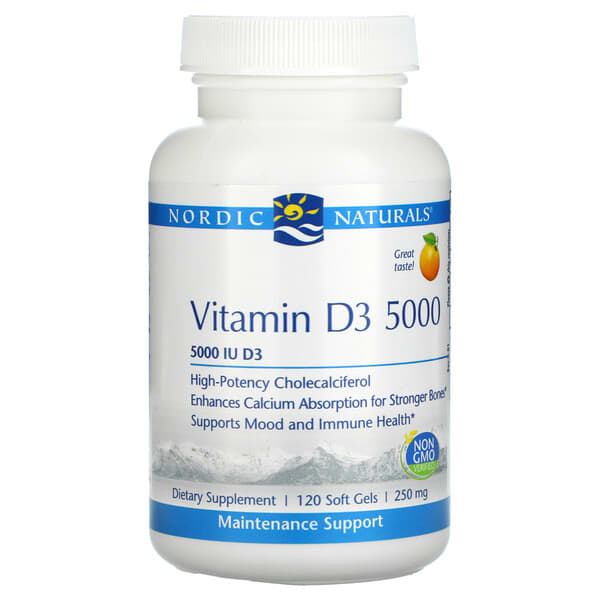 NORDIC NATURALS®
Great
taste!
Vitamin D3 5000
5000 IU D3
High-Potency Cholecalciferol
Enhances Calcium Absorption for Stronger Bones*
Supports Mood and Immune Health*
NON
GMO
VERIFIED
Dietary Supplement | 120 Soft Gels | 250 mg
Maintenance Support